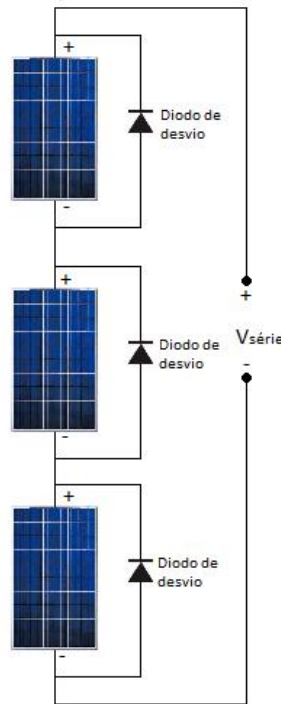 +
Diodo de
desvio
-
+
Diodo de
desvio
-
+
Vsérie
-
+
Diodo de
desvio
-